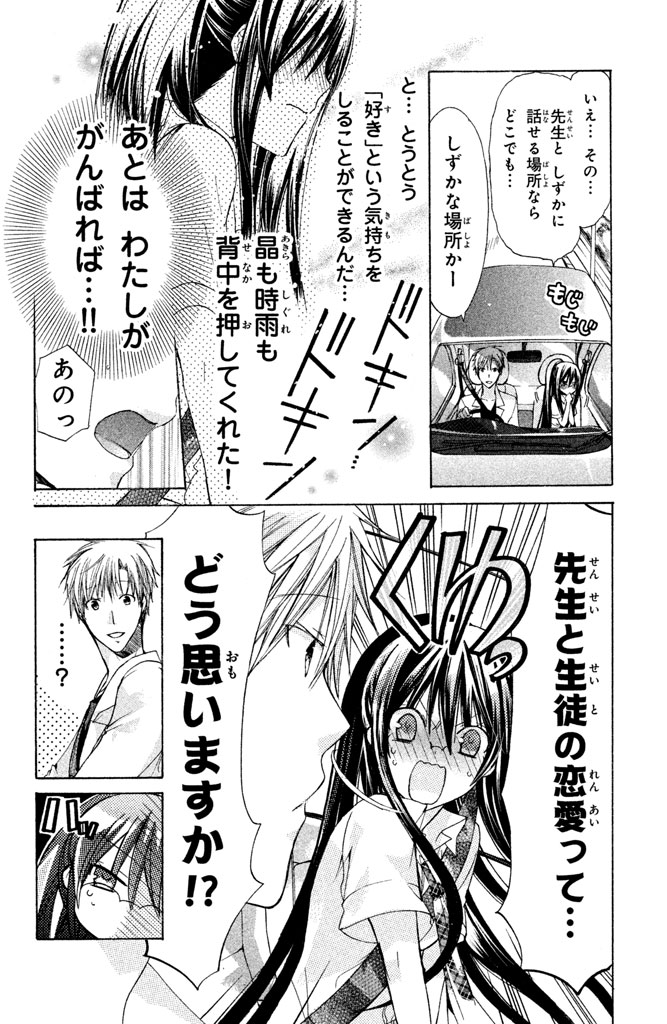 いえ…その…
先生と しずかに
話せる場所なら
どこでも…
しずかな場所かー
もじ
もじ
と… とうとう
「好き」という気持ちを
しることができるんだ…
…
ドキン
ドキン
晶も時雨も
背中を押してくれた!
あとは わたしが
がんばれば…!!
あのっ
先生と生徒の恋愛って…
くわっ
どう思いますか!?
……?